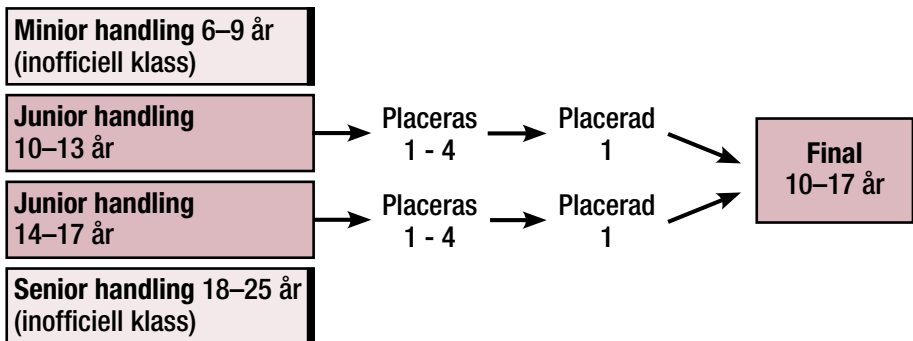 Minior handling 6–9 år
(inofficiell klass)
Junior handling
10–13 år
Placeras
1 - 4
Placerad
1
Junior handling
14–17 år
Placeras
1 - 4
Placerad
1
Final
10–17 år
Senior handling 18–25 år
(inofficiell klass)